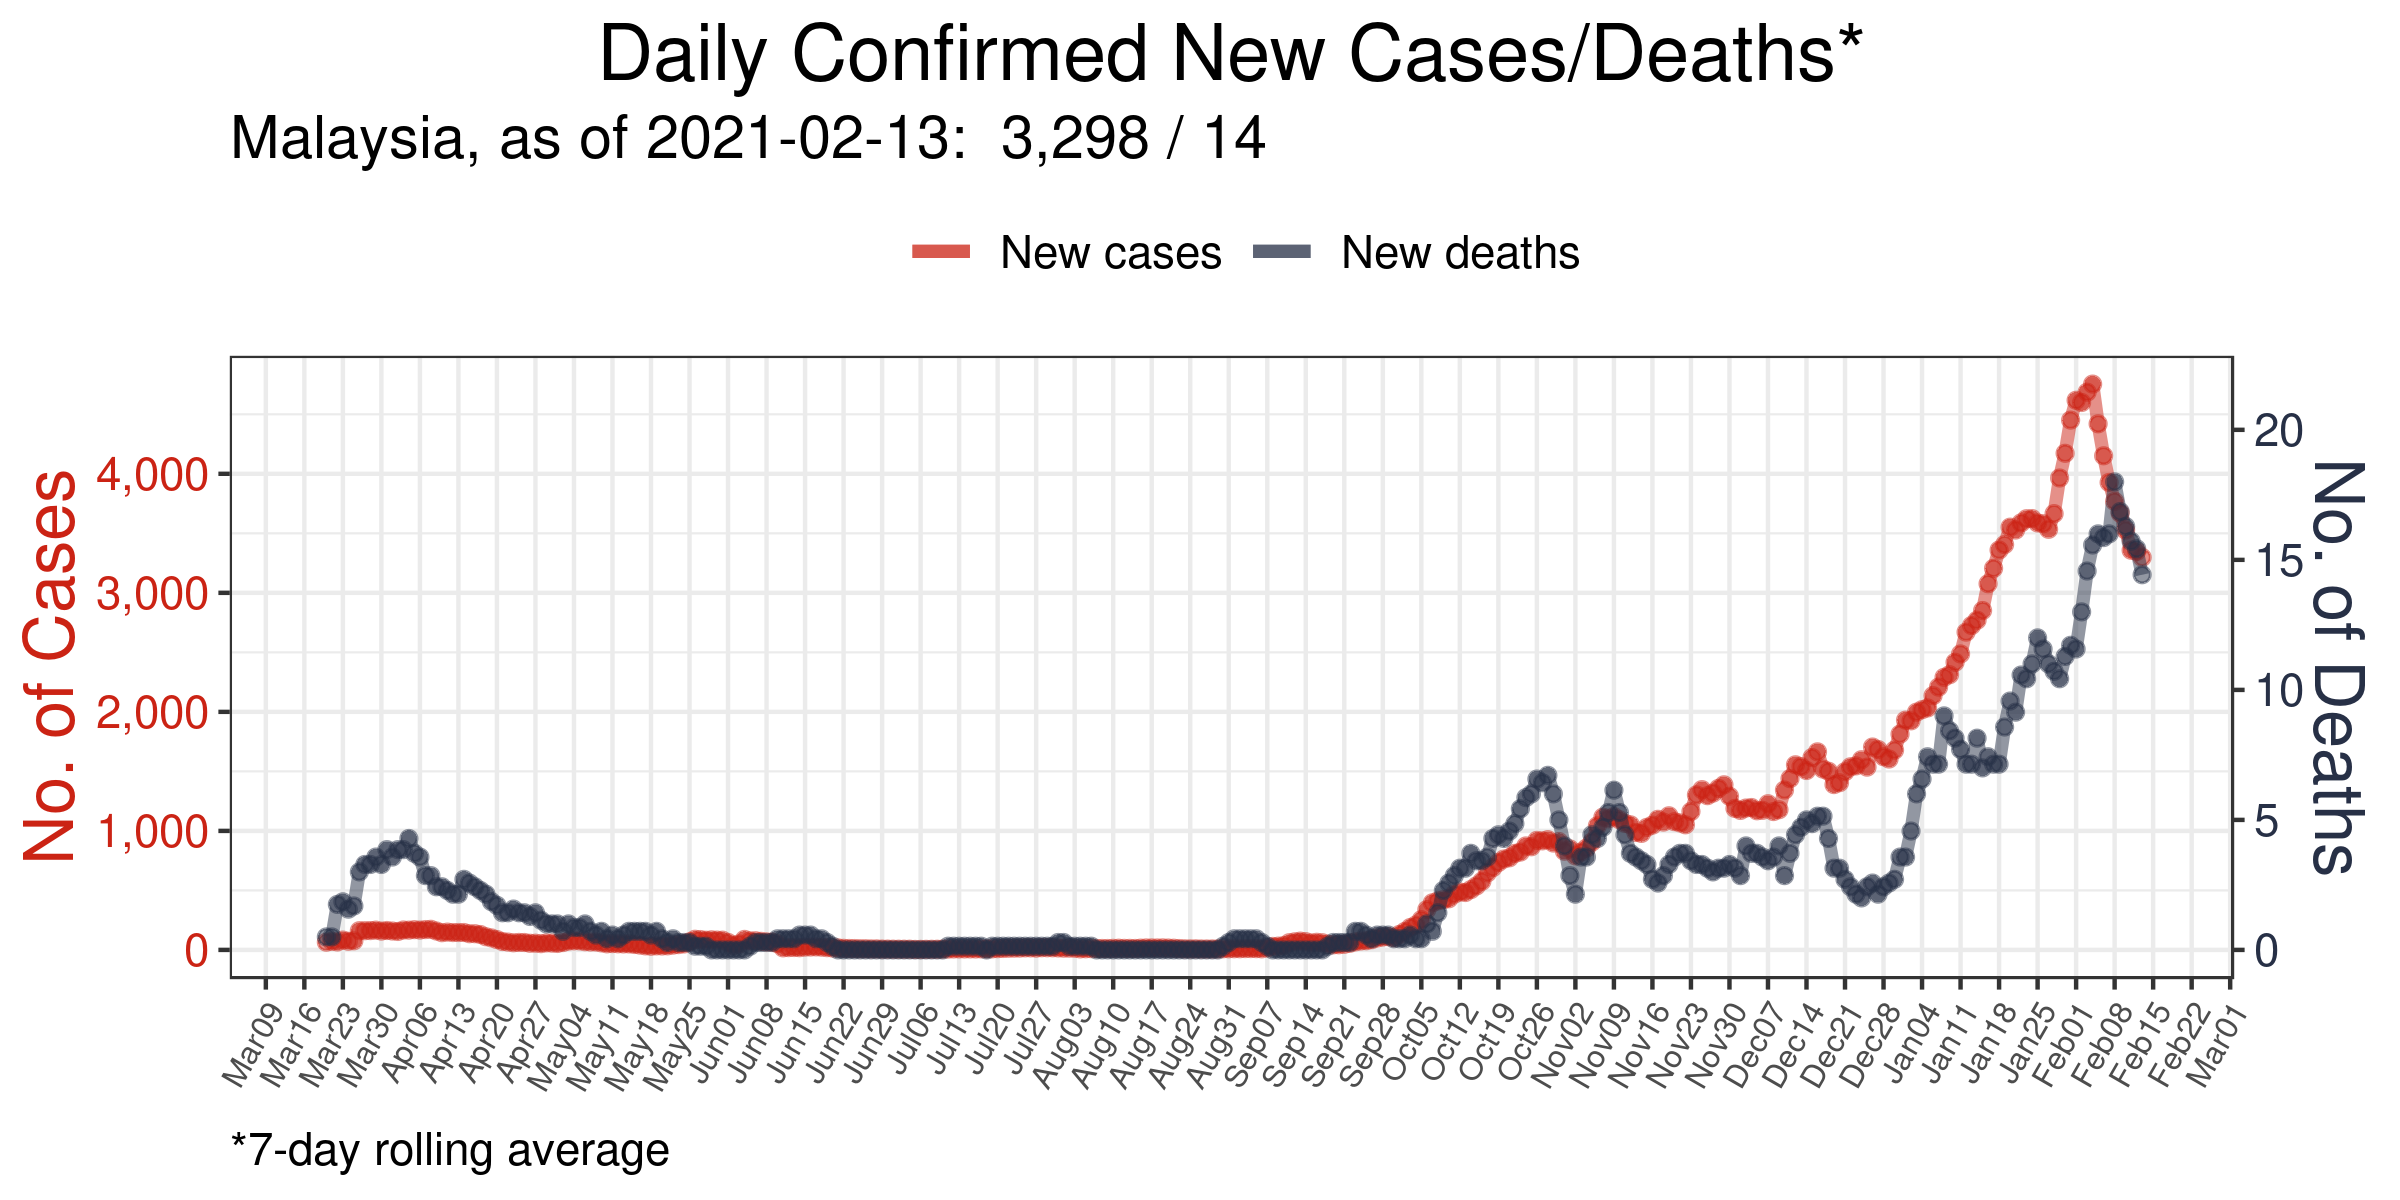 Daily Confirmed New Cases/Deaths*
Malaysia, as of 2021-02-13:  3,298 / 14
New cases
New deaths
No. of Cases
4,000
3,000
2,000
1,000
0
20
15
10
5
0
No. of Deaths
Mar09
Mar16
Mar23
Mar30
Apr06
Apr13
Apr20
Apr27
May04
May11
May18
May25
Jun01
Jun08
Jun15
Jun22
Jun29
Jul06
Jul13
Jul20
Jul27
Aug03
Aug10
Aug17
Aug24
Aug31
Sep07
Sep14
Sep21
Sep28
Oct05
Oct12
Oct19
Oct26
Nov02
Nov09
Nov16
Nov23
Nov30
Dec07
Dec14
Dec21
Dec28
Jan04
Jan11
Jan18
Jan25
Feb01
Feb08
Feb15
Feb22
Mar01
*7-day rolling average